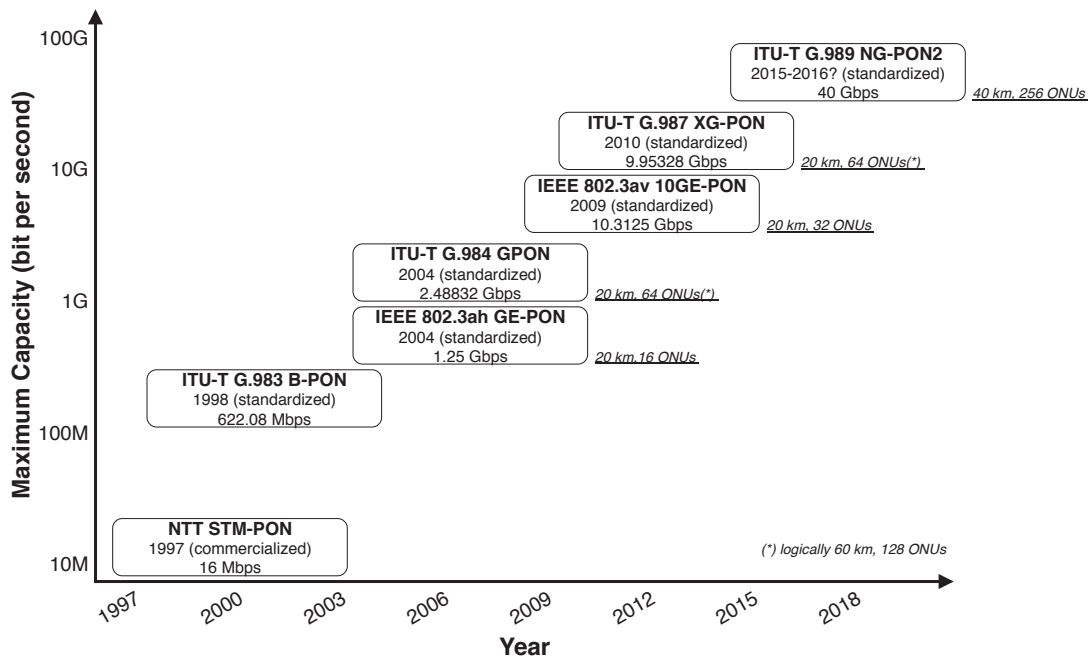 Maximum Capacity (bit per second)
100G
10G
1G
100M
10M
ITU-T G.989 NG-PON2
2015-2016? (standardized)
40 Gbps
40 km, 256 ONUs
ITU-T G.987 XG-PON
2010 (standardized)
9.95328 Gbps
20 km, 64 ONUs(*)
IEEE 802.3av 10GE-PON
2009 (standardized)
10.3125 Gbps
20 km, 32 ONUs
ITU-T G.984 GPON
2004 (standardized)
2.48832 Gbps
20 km, 64 ONUs(*)
IEEE 802.3ah GE-PON
2004 (standardized)
1.25 Gbps
20 km,16 ONUs
ITU-T G.983 B-PON
1998 (standardized)
622.08 Mbps
NTT STM-PON
1997 (commercialized)
16 Mbps
(*) logically 60 km, 128 ONUs
1997
2000
2003
2006
2009
2012
2015
2018
Year